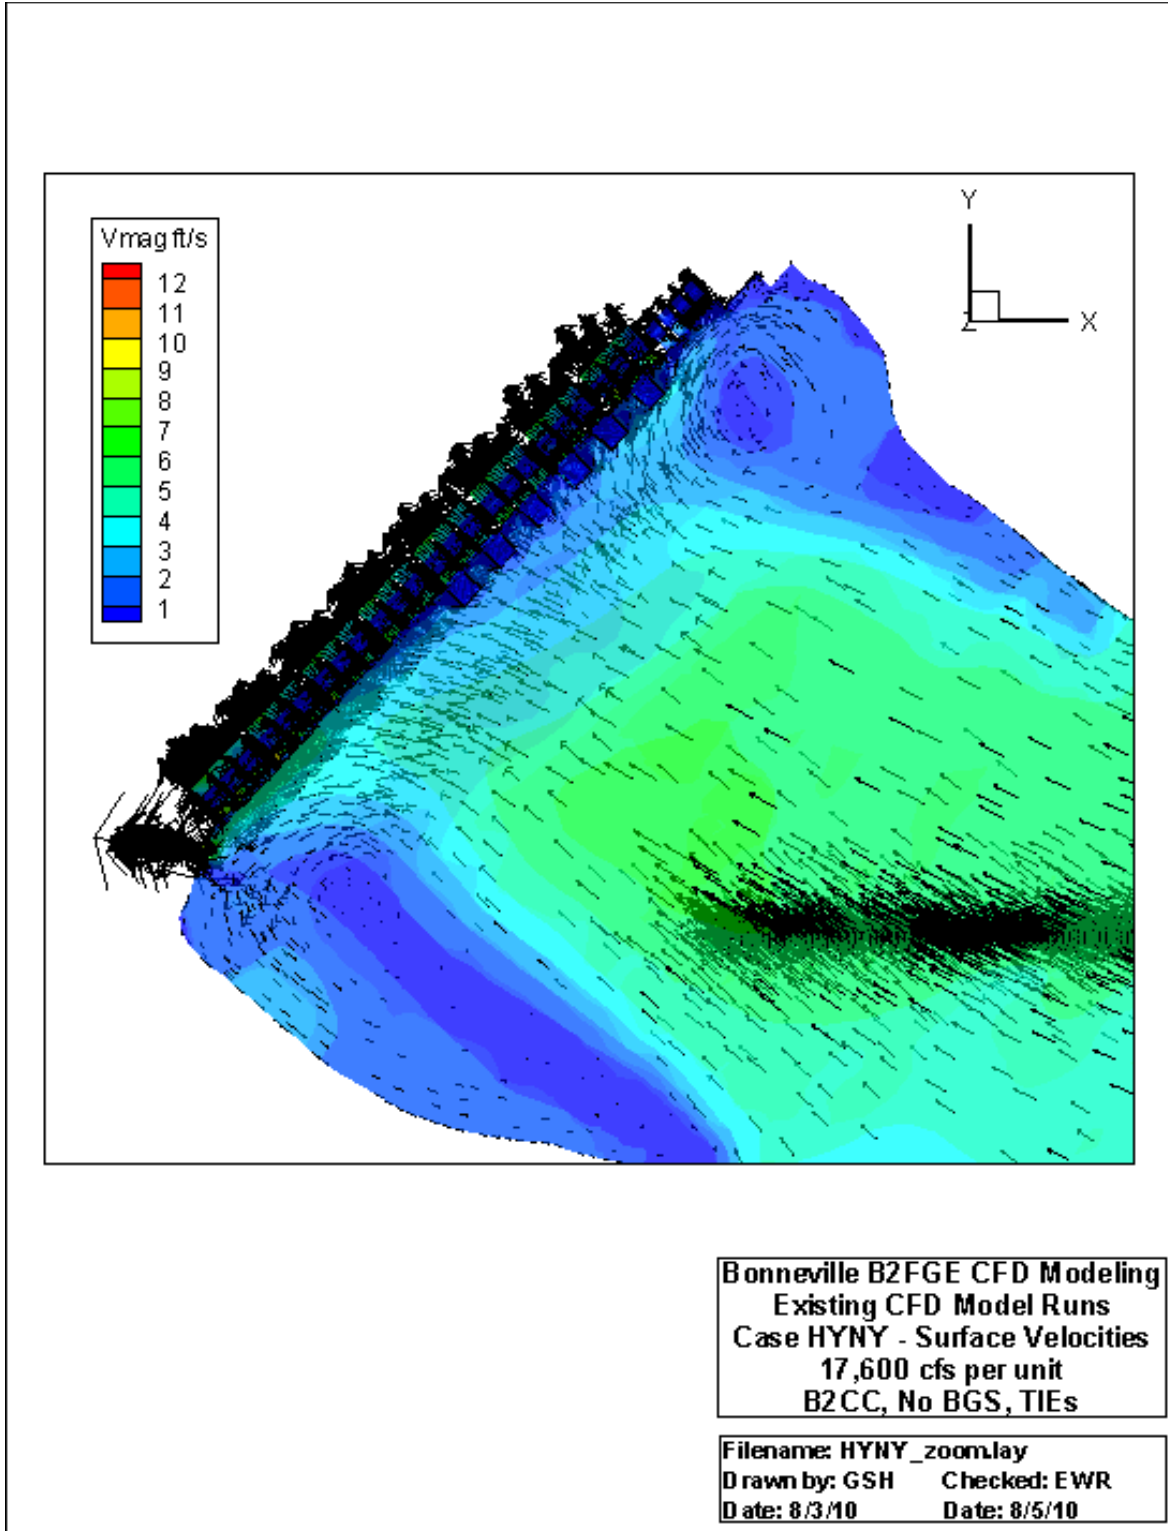 Vmag ft/s
12
11
10
9
8
7
6
5
4
3
2
1
Y
Z
X
Bonneville B2FGE CFD Modeling
Existing CFD Model Runs
Case HYNY - Surface Velocities
17,600 cfs per unit
B2CC, No BGS, TIEs
Filename: HYNY_zoom.lay
Drawn by: GSH Checked: EWR
Date: 8/3/10 Date: 8/5/10